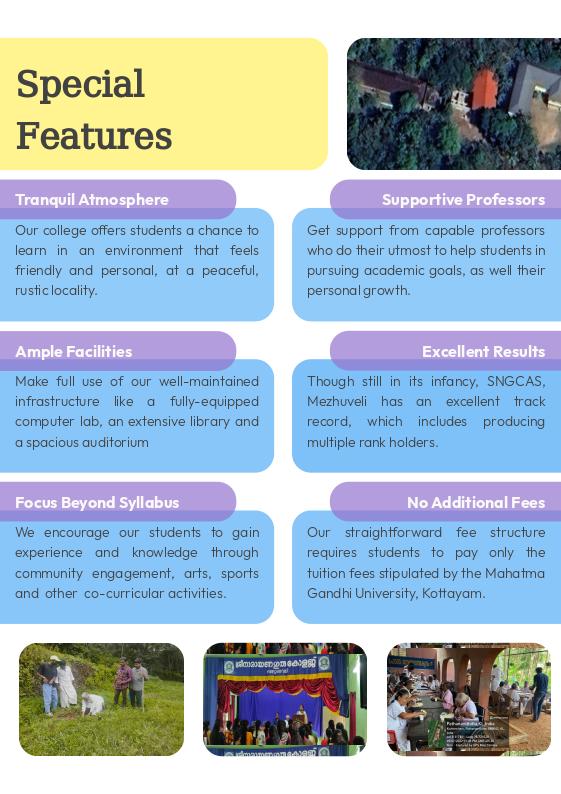 Special
Features
Tranquil Atmosphere
Our college offers students a chance to
learn in an environment that feels
friendly and personal, at a peaceful,
rustic locality.
Supportive Professors
Get support from capable professors
who do their utmost to help students in
pursuing academic goals, as well their
personal growth.
Ample Facilities
Make full use of our well-maintained
infrastructure like a fully-equipped
computer lab, an extensive library and
a spacious auditorium
Excellent Results
Though still in its infancy, SNGCAS,
Mezhuveli has an excellent track
record, which includes producing
multiple rank holders.
Focus Beyond Syllabus
We encourage our students to gain
experience and knowledge through
community engagement, arts, sports
and other co-curricular activities.
No Additional Fees
Our straightforward fee structure
requires students to pay only the
tuition fees stipulated by the Mahatma
Gandhi University, Kottayam.
ശ്രീനാരായണഗുരു കോളജ്